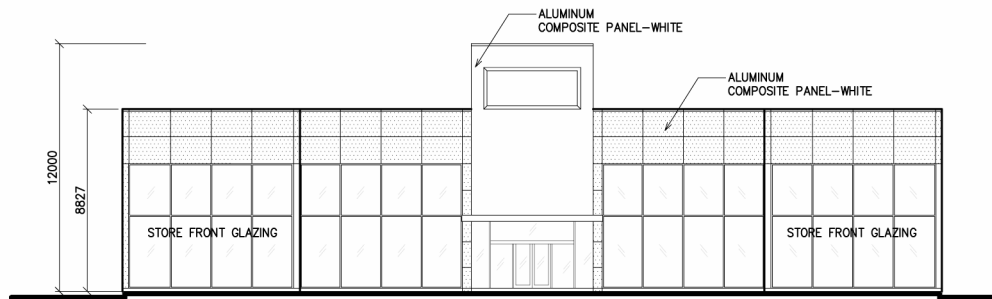 ALUMINUM
COMPOSITE PANEL-WHITE
ALUMINUM
COMPOSITE PANEL-WHITE
12000
8827
STORE FRONT GLAZING
STORE FRONT GLAZING